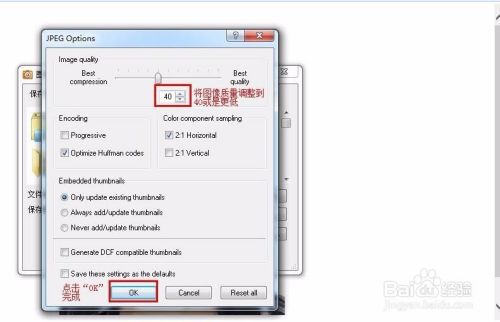 JPEG Options
Image quality
Best compression
Best quality
40
将图像质量调整到
40或是更低
Encoding
Progressive
Optimize Huffman codes
Color component sampling
2:1 Horizontal
2:1 Vertical
Embedded thumbnails
Only update existing thumbnails
Always add/update thumbnails
Never add/update thumbnails
Generate DCF compatible thumbnails
Save these settings as the defaults
点击“OK”
完成
OK
Cancel
Reset all
保存
文件
保存
Bai 经验
jingyan.baidu.com